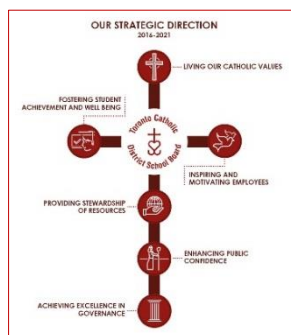 OUR STRATEGIC DIRECTION
2016-2021
LIVING OUR CATHOLIC VALUES
FOSTERING STUDENT
ACHIEVEMENT AND WELL BEING
Toronto Catholic
District School Board
INSPIRING AND
MOTIVATING EMPLOYEES
PROVIDING STEWARDSHIP
OF RESOURCES
ENHANCING PUBLIC
CONFIDENCE
ACHIEVING EXCELLENCE IN
GOVERNANCE